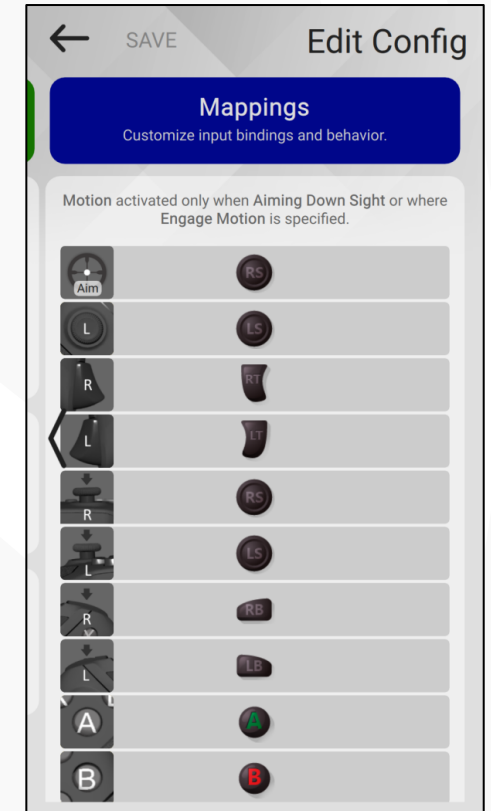 SAVE Edit Config
Mappings
Customize input bindings and behavior.
Motion activated only when Aiming Down Sight or where
Engage Motion is specified.
Aim RS
L LS
R RT
L LT
R RS
L LS
R RB
L LB
A A
B B